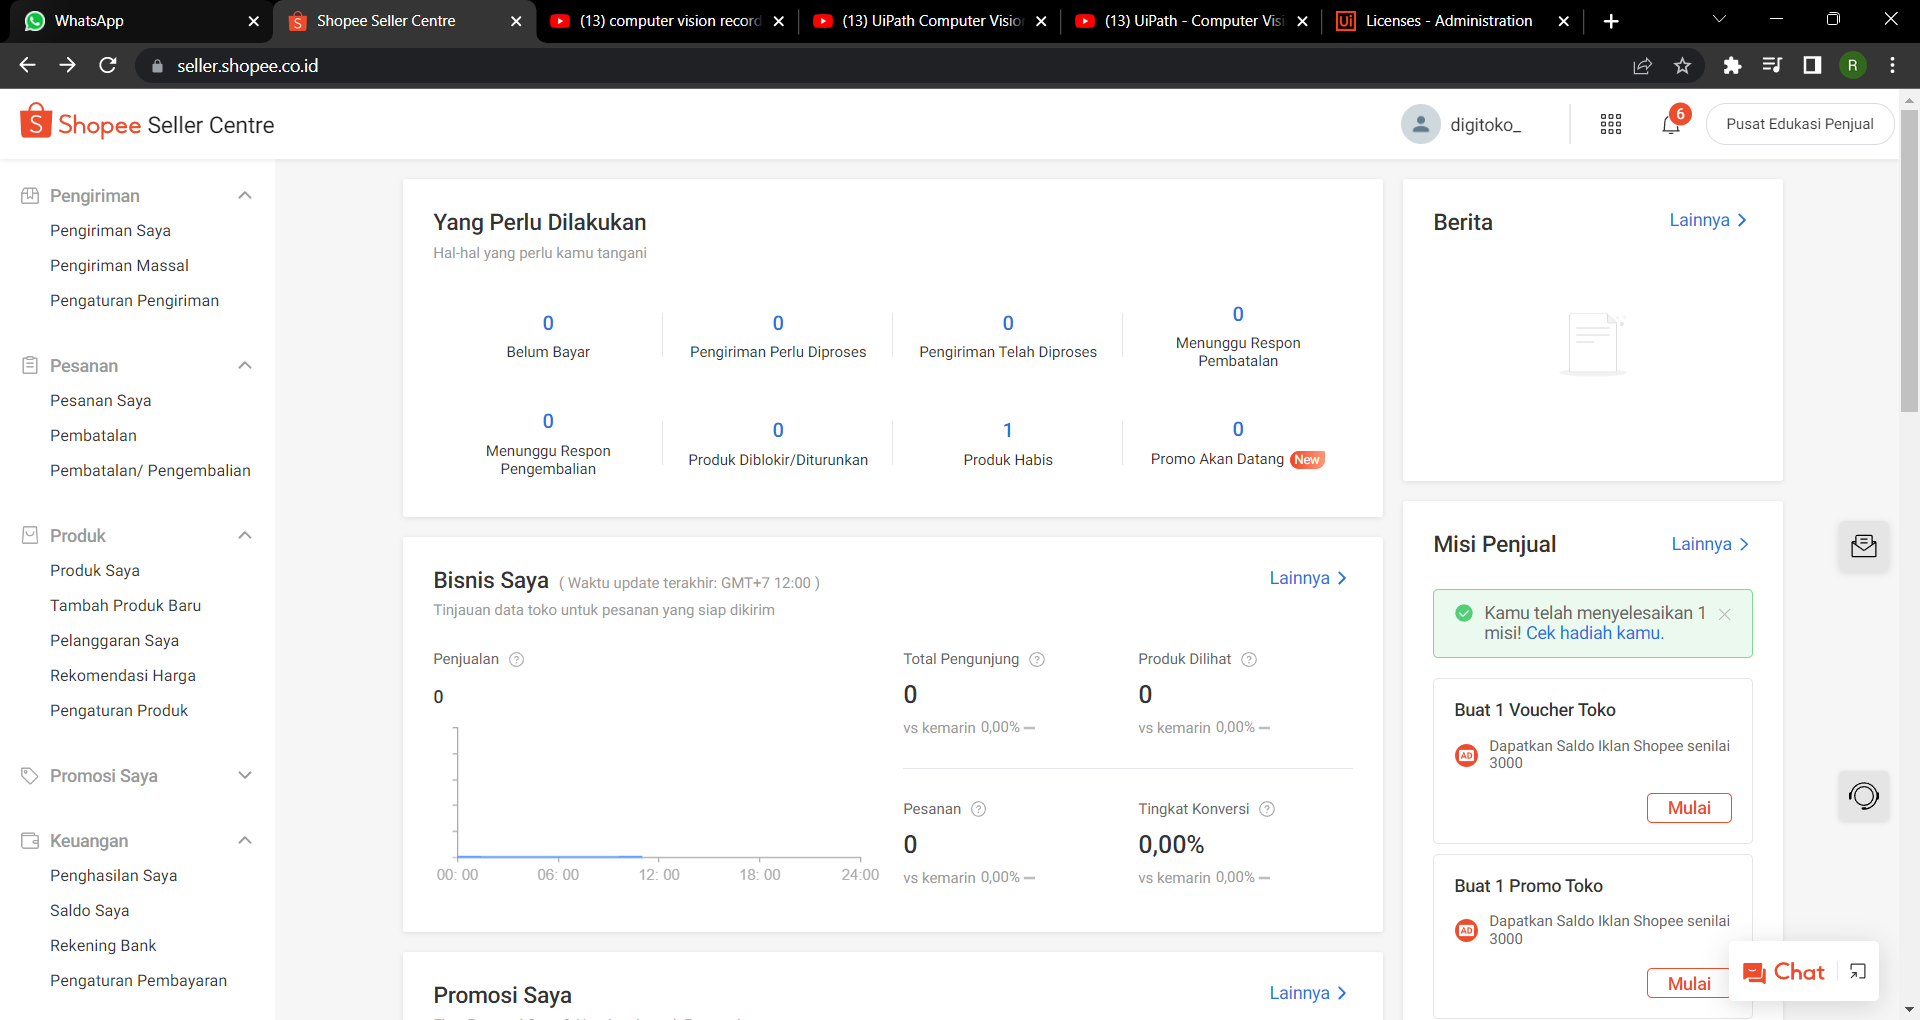 WhatsApp
Shopee Seller Centre
(13) computer vision record
(13) UiPath Computer Vision
(13) UiPath - Computer Visi
Licenses - Administration
seller.shopee.co.id
R
Shopee Seller Centre
digitoko_
6
Pusat Edukasi Penjual
Pengiriman
Pengiriman Saya
Pengiriman Massal
Pengaturan Pengiriman
Pesanan
Pesanan Saya
Pembatalan
Pembatalan/ Pengembalian
Produk
Produk Saya
Tambah Produk Baru
Pelanggaran Saya
Rekomendasi Harga
Pengaturan Produk
Promosi Saya
Keuangan
Penghasilan Saya
Saldo Saya
Rekening Bank
Pengaturan Pembayaran
Yang Perlu Dilakukan
Hal-hal yang perlu kamu tangani
0
Belum Bayar
0
Pengiriman Perlu Diproses
0
Pengiriman Telah Diproses
0
Menunggu Respon
Pembatalan
0
Menunggu Respon
Pengembalian
0
Produk Diblokir/Diturunkan
1
Produk Habis
0
Promo Akan Datang New
Bisnis Saya ( Waktu update terakhir: GMT+7 12:00 )
Lainnya
Tinjauan data toko untuk pesanan yang siap dikirim
Penjualan
0
00: 00 06: 00 12: 00 18: 00 24:00
Total Pengunjung
0
vs kemarin 0,00%
Produk Dilihat
0
vs kemarin 0,00%
Pesanan
0
vs kemarin 0,00%
Tingkat Konversi
0,00%
vs kemarin 0,00%
Promosi Saya
Lainnya
Berita
Lainnya
Misi Penjual
Lainnya
Kamu telah menyelesaikan 1
misi! Cek hadiah kamu.
Buat 1 Voucher Toko
AD
Dapatkan Saldo Iklan Shopee senilai
3000
Mulai
Buat 1 Promo Toko
AD
Dapatkan Saldo Iklan Shopee senilai
3000
Mulai
Chat